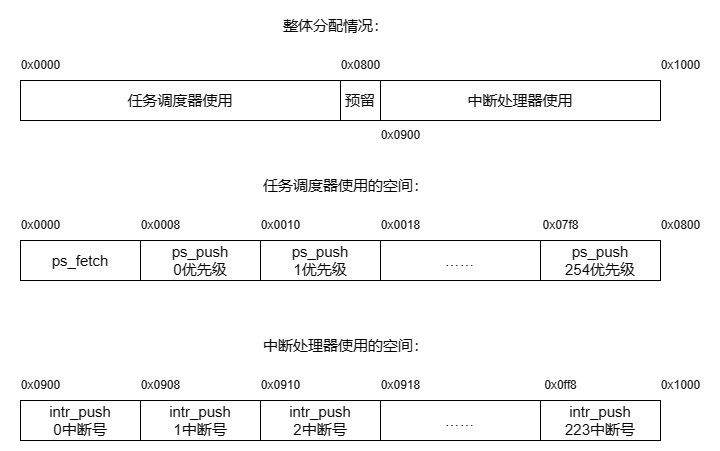 整体分配情况：
0x0000
0x0800
0x1000
任务调度器使用
预留
中断处理器使用
0x0900
任务调度器使用的空间：
0x0000
0x0008
0x0010
0x0018
0x07f8
0x0800
ps_fetch
ps_push
0优先级
ps_push
1优先级
……
ps_push
254优先级
中断处理器使用的空间：
0x0900
0x0908
0x0910
0x0918
0x0ff8
0x1000
intr_push
0中断号
intr_push
1中断号
intr_push
2中断号
……
intr_push
223中断号